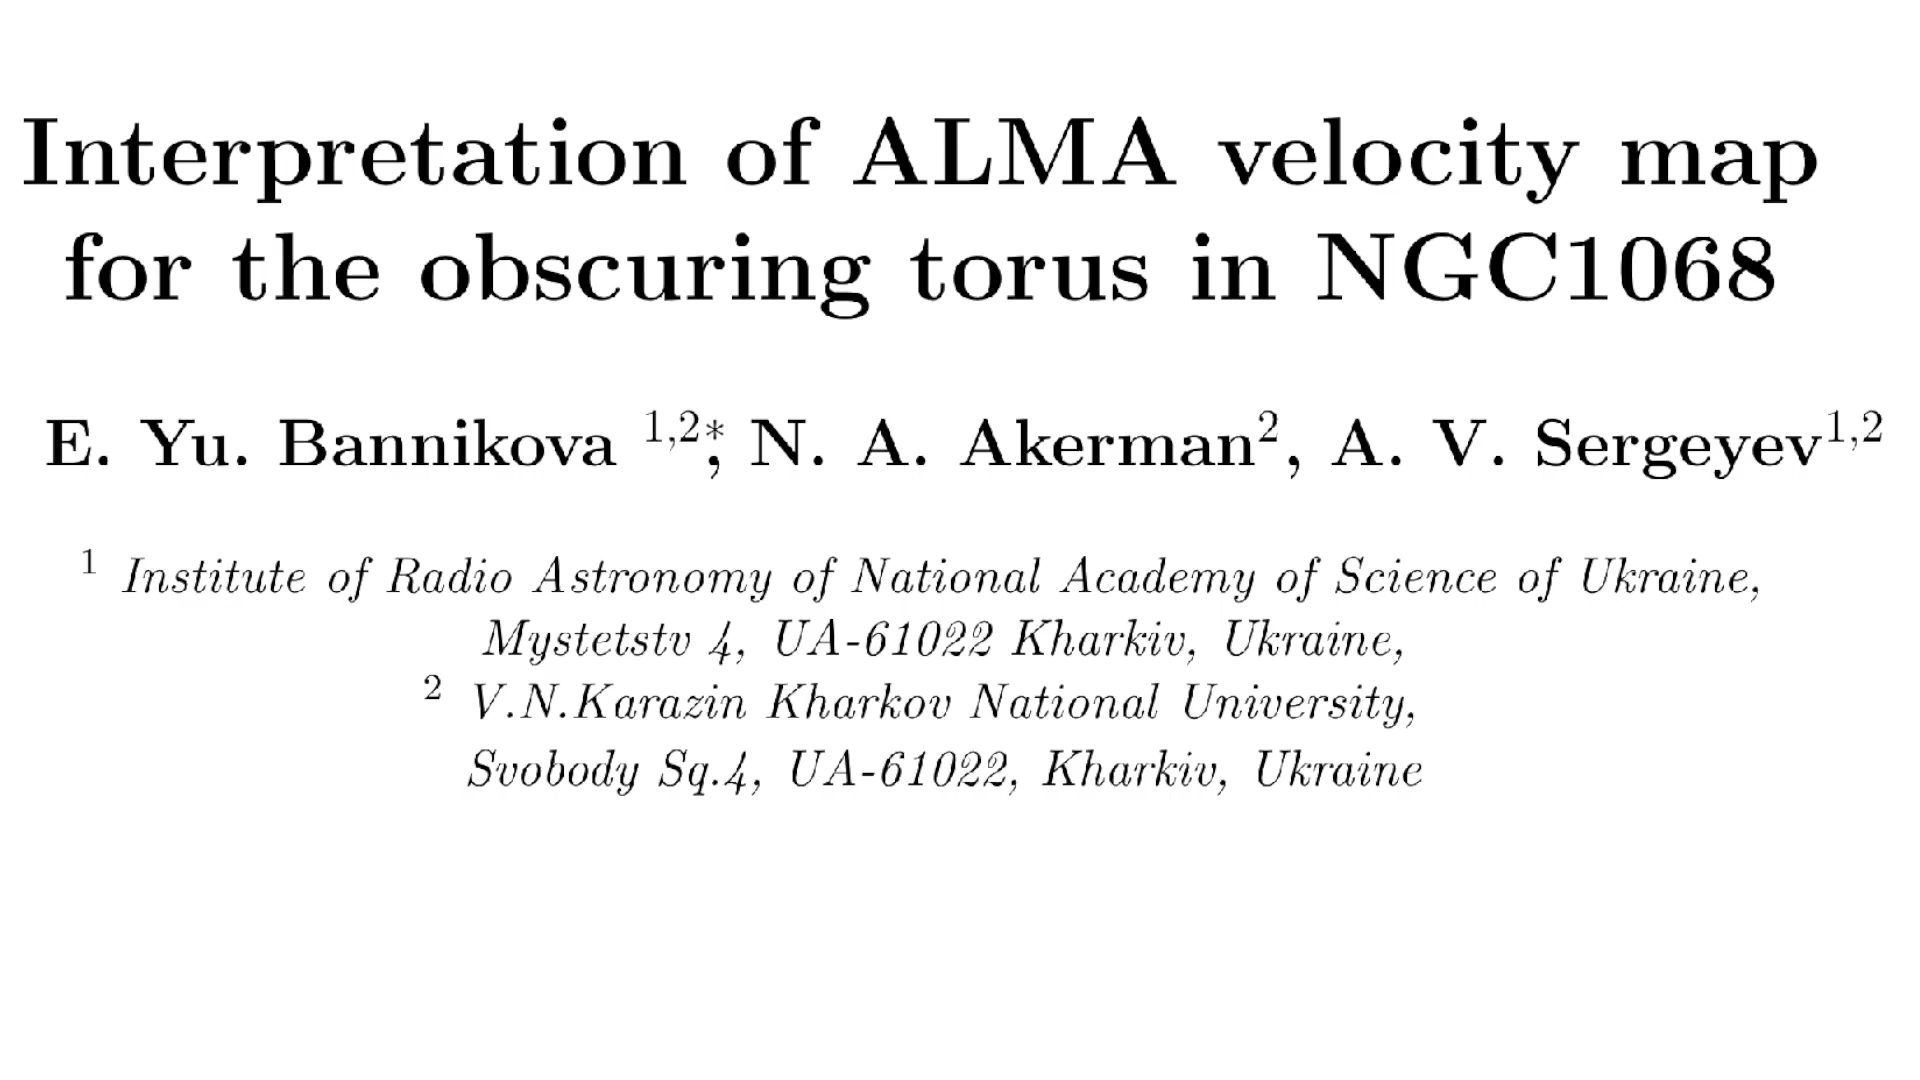 Interpretation of ALMA velocity map
for the obscuring torus in NGC1068
E. Yu. Bannikova ¹,²*, N. A. Akerman², A. V. Sergeyev¹,²
¹ Institute of Radio Astronomy of National Academy of Science of Ukraine,
Mystetstv 4, UA-61022 Kharkiv, Ukraine,
² V.N.Karazin Kharkov National University,
Svobody Sq.4, UA-61022, Kharkiv, Ukraine